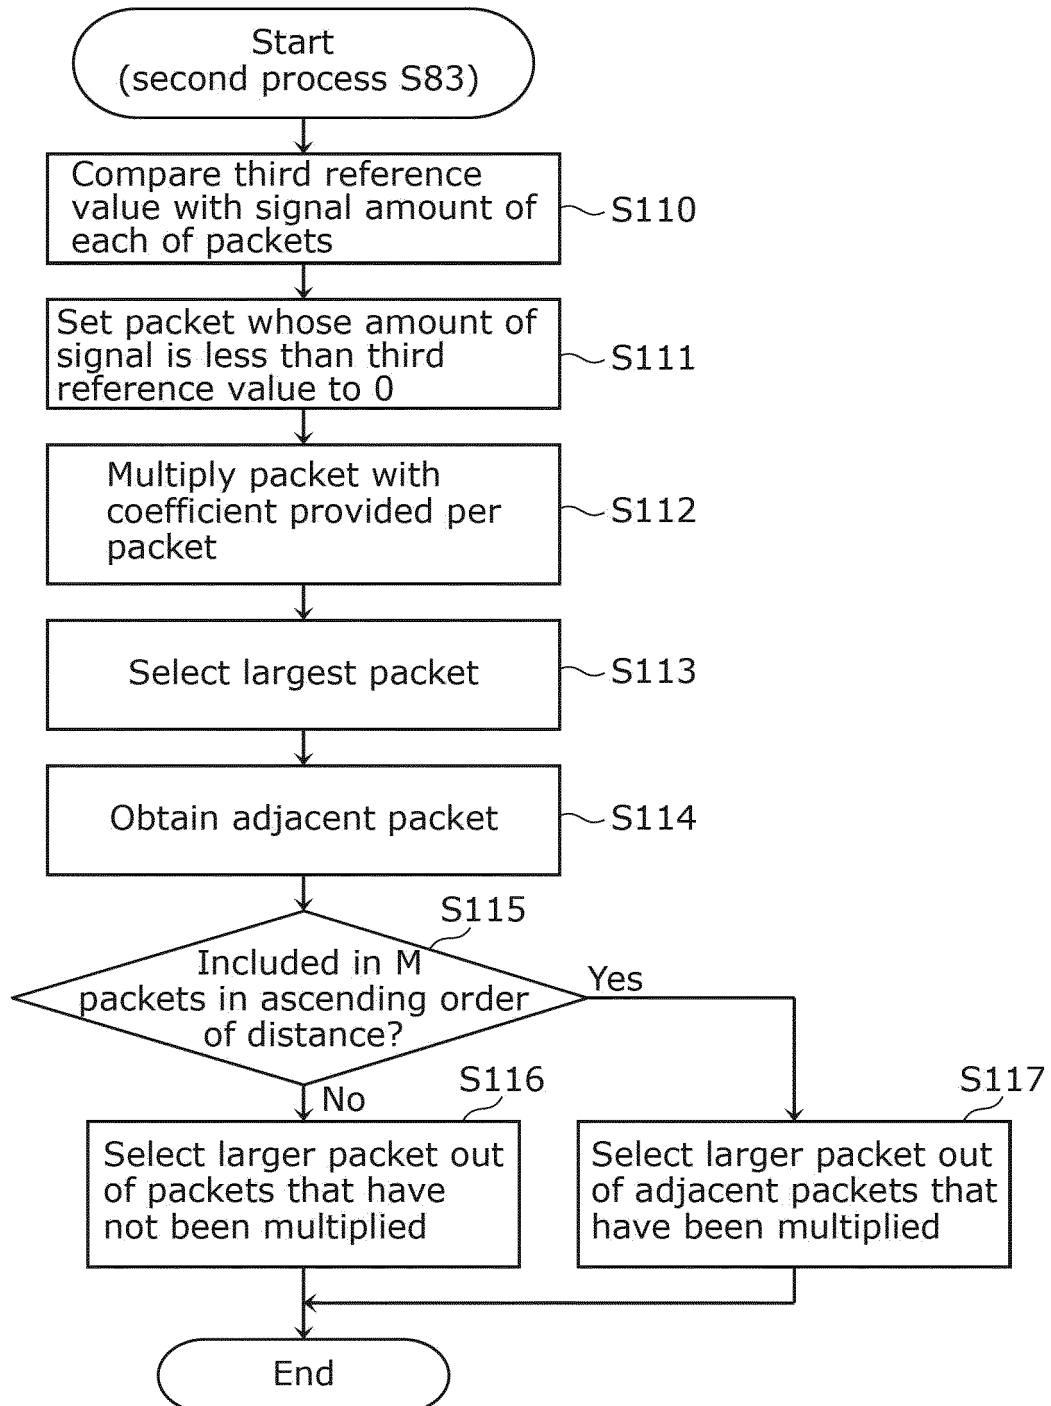 Start
(second process S83)
Compare third reference
value with signal amount of
each of packets
S110
Set packet whose amount of
signal is less than third
reference value to 0
S111
Multiply packet with
coefficient provided per
packet
S112
Select largest packet
S113
Obtain adjacent packet
S114
S115
Included in M
packets in ascending order
of distance?
Yes
No
S116
Select larger packet out
of packets that have
not been multiplied
S117
Select larger packet out
of adjacent packets that
have been multiplied
End